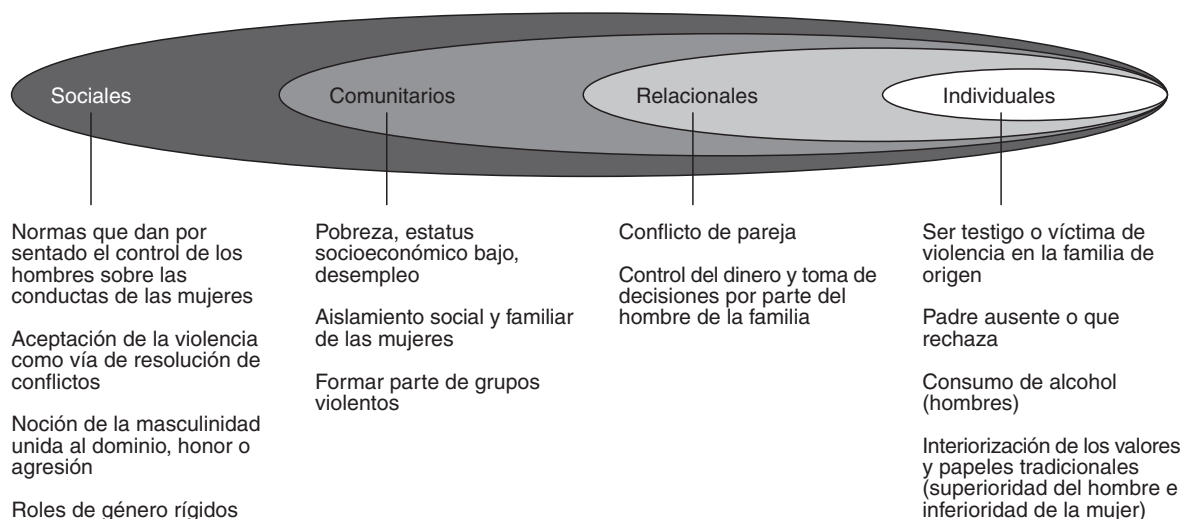 Sociales
Comunitarios
Relacionales
Individuales
Normas que dan por
sentado el control de los
hombres sobre las
conductas de las mujeres
Aceptación de la violencia
como vía de resolución de
conflictos
Noción de la masculinidad
unida al dominio, honor o
agresión
Roles de género rígidos
Pobreza, estatus
socioeconómico bajo,
desempleo
Aislamiento social y familiar
de las mujeres
Formar parte de grupos
violentos
Conflicto de pareja
Control del dinero y toma de
decisiones por parte del
hombre de la familia
Ser testigo o víctima de
violencia en la familia de
origen
Padre ausente o que
rechaza
Consumo de alcohol
(hombres)
Interiorización de los valores
y papeles tradicionales
(superioridad del hombre e
inferioridad de la mujer)